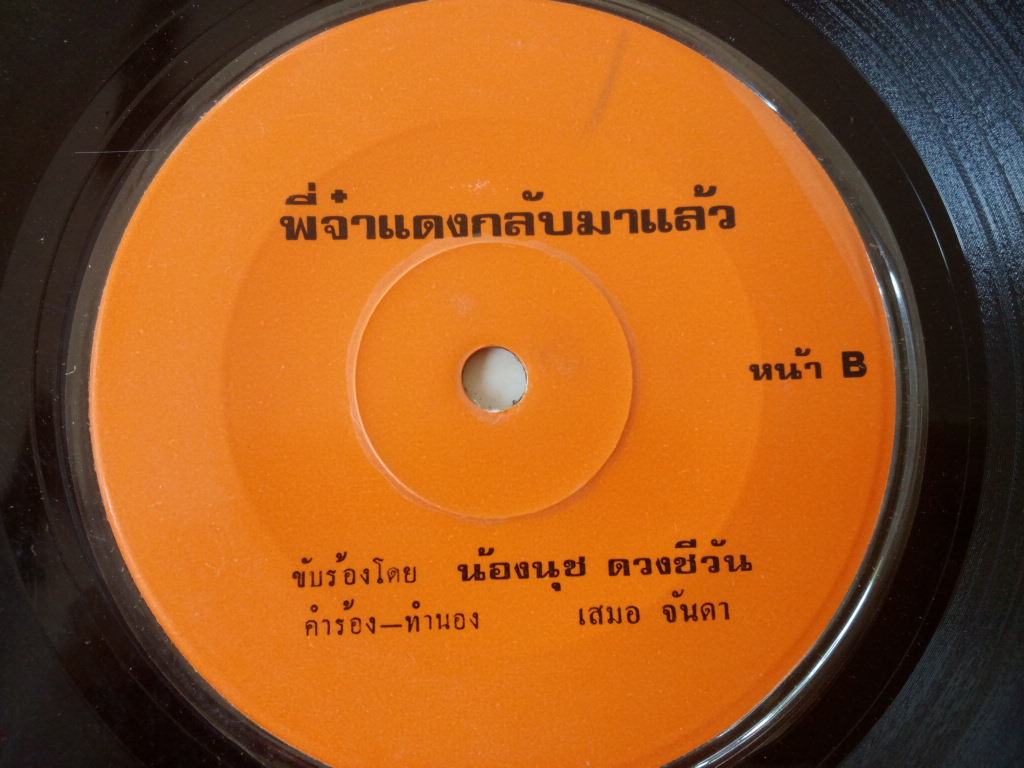 พี่จ๋าแดงกลับมาแล้ว
หน้า B
ขับร้องโดย น้องนุช ดวงชีวัน
คำร้อง—ทำนอง เสมอ จันดา